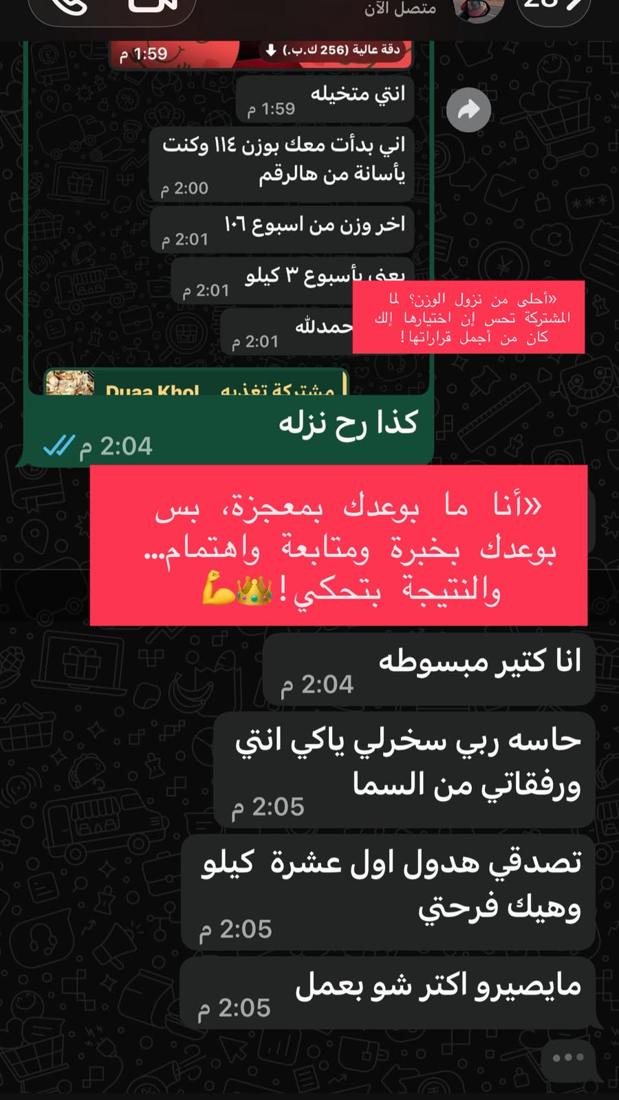 28
متصل الآن
دقة عالية (256 ك.ب.)
1:59 م
انتي متخيله
1:59 م
اني بدأت معك بوزن ١١٤ وكنت
يأسانة من هالرقم
2:00 م
اخر وزن من اسبوع ١٠٦
2:01 م
يعني بأسبوع ٣ كيلو
2:01 م
«أحلى من نزول الوزن؟ لما
المشتركة تحس إن اختيارها إلك
كان من أجمل قراراتها!
حمدلله
2:01 م
مشتركة تغذيه
Duaa Khol
كذا رح نزله
2:04 م
«أنا ما بوعدك بمعجزة، بس
بوعدك بخبرة ومتابعة واهتمام…
والنتيجة بتحكي!👑💪
انا كتير مبسوطه
2:04 م
حاسه ربي سخرلي ياكي انتي
ورفقاتي من السما
2:05 م
تصدقي هدول اول عشرة كيلو
وهيك فرحتي
2:05 م
مايصيرو اكتر شو بعمل
2:05 م